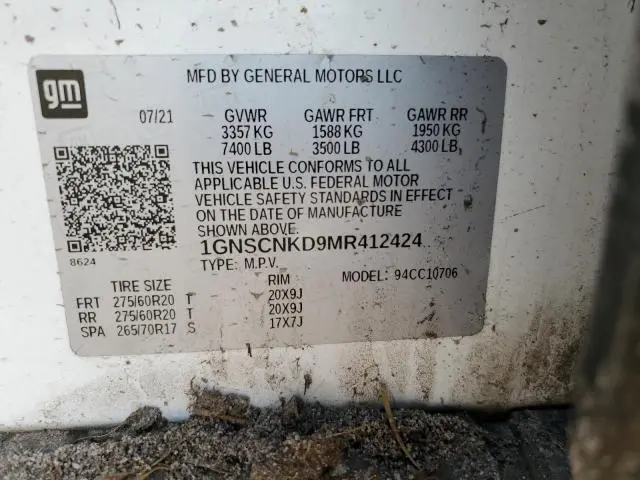 gm
MFD BY GENERAL MOTORS LLC
07/21 GVWR GAWR FRT GAWR RR
3357 KG 1588 KG 1950 KG
7400 LB 3500 LB 4300 LB
THIS VEHICLE CONFORMS TO ALL
APPLICABLE U.S. FEDERAL MOTOR
VEHICLE SAFETY STANDARDS IN EFFECT
ON THE DATE OF MANUFACTURE
SHOWN ABOVE.
8624
1GNSCNKD9MR412424
TYPE: M.P.V. MODEL: 94CC10706
TIRE SIZE RIM
FRT 275/60R20 T 20X9J
RR 275/60R20 T 20X9J
SPA 265/70R17 S 17X7J